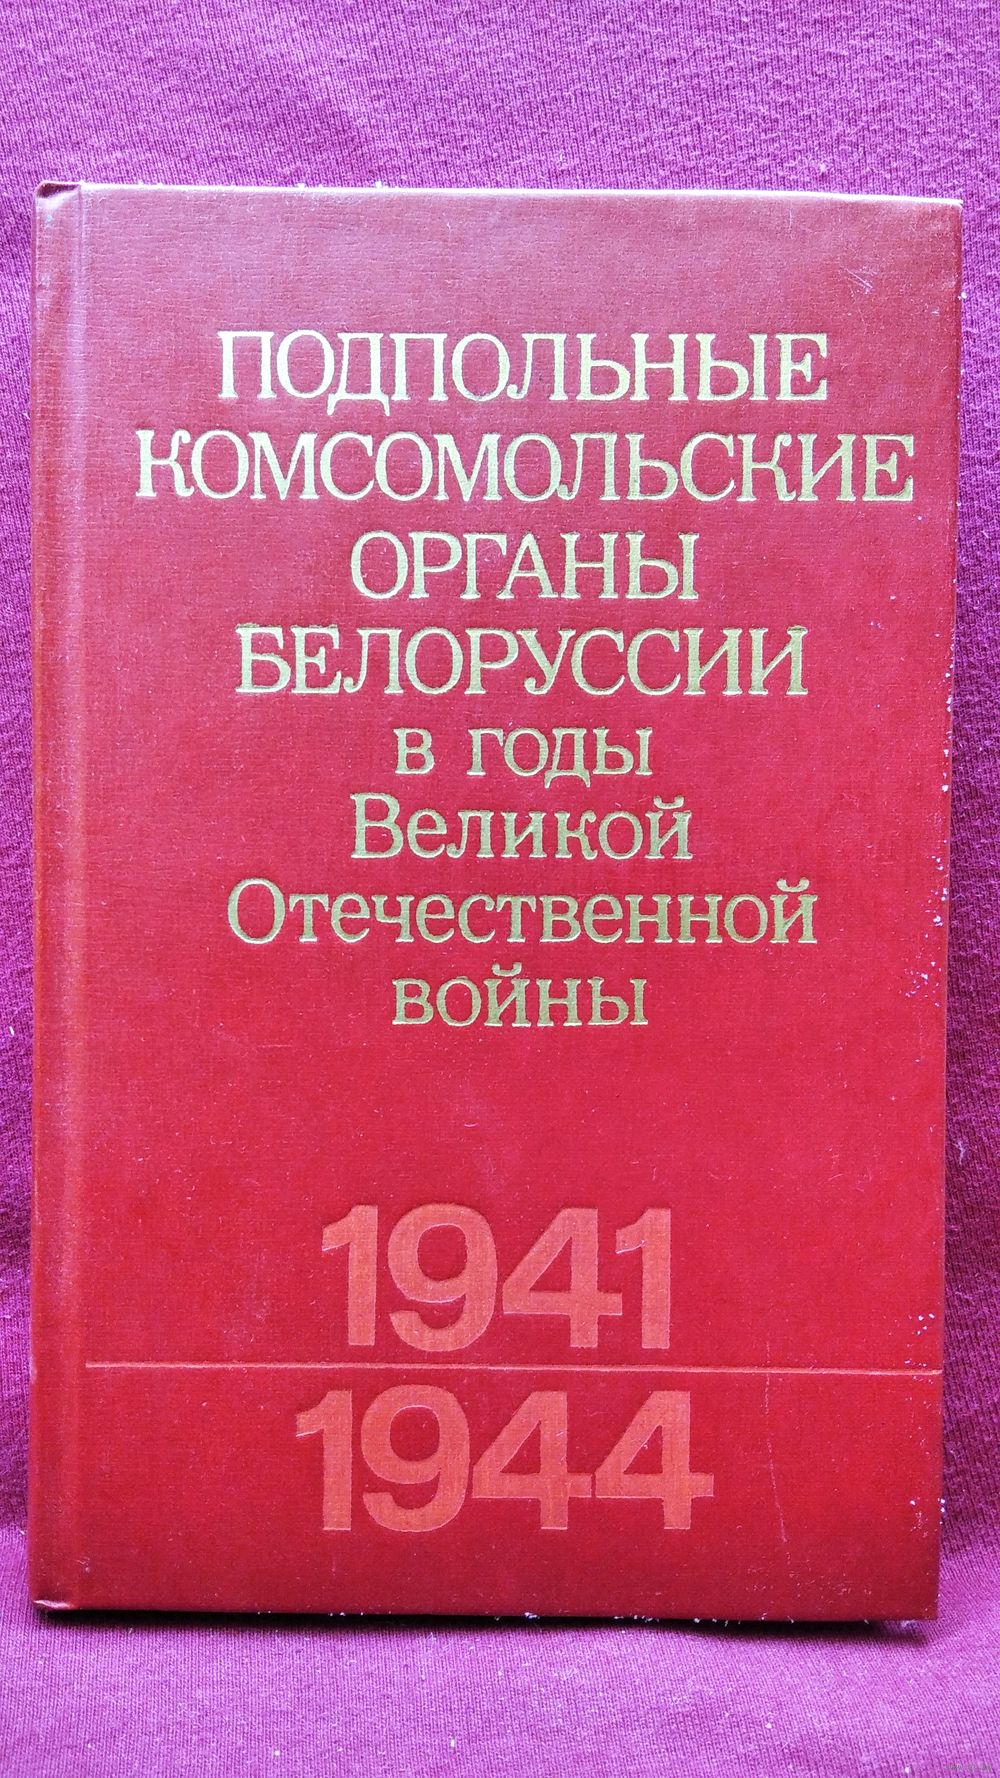 ПОДПОЛЬНЫЕ
КОМСОМОЛЬСКИЕ
ОРГАНЫ
БЕЛОРУССИИ
в годы
Великой
Отечественной
войны
1941
1944